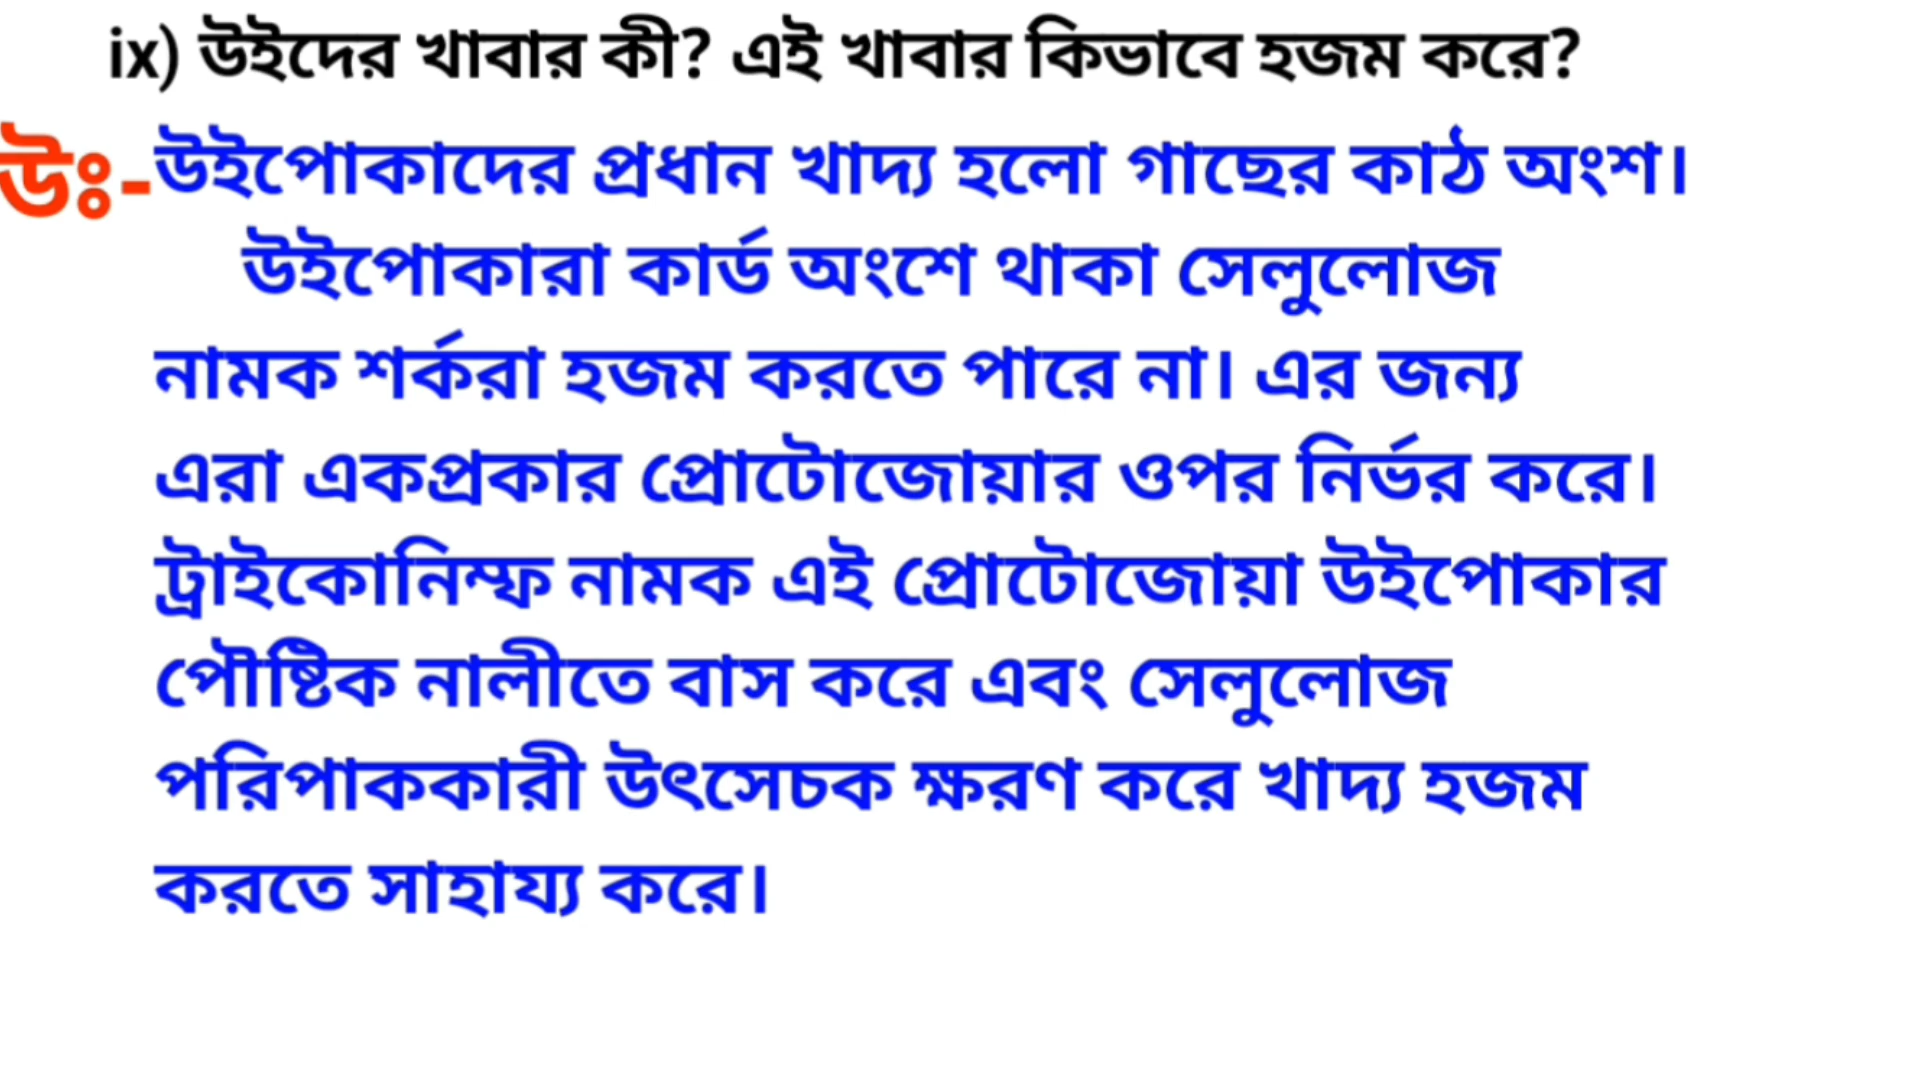 ix) উইদের খাবার কী? এই খাবার কিভাবে হজম করে?
উঃ-উইপোকাদের প্রধান খাদ্য হলো গাছের কাঠ অংশ।
উইপোকারা কার্ড অংশে থাকা সেলুলোজ
নামক শর্করা হজম করতে পারে না। এর জন্য
এরা একপ্রকার প্রোটোজোয়ার ওপর নির্ভর করে।
ট্রাইকোনিম্ফ নামক এই প্রোটোজোয়া উইপোকার
পৌষ্টিক নালীতে বাস করে এবং সেলুলোজ
পরিপাককারী উৎসেচক ক্ষরণ করে খাদ্য হজম
করতে সাহায্য করে।